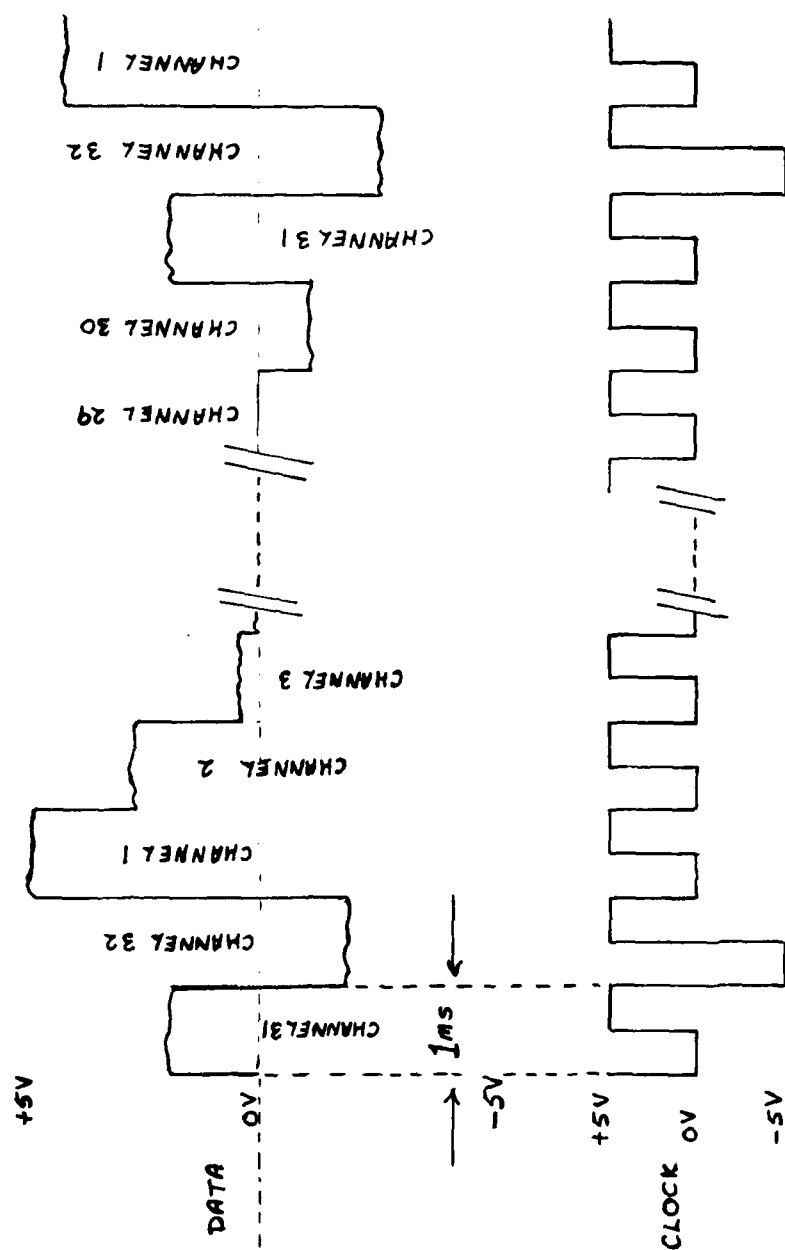 DATA
+5V
0V
-5V
CHANNEL 31
CHANNEL 32
CHANNEL 1
CHANNEL 2
CHANNEL 3
CHANNEL 29
CHANNEL 30
CHANNEL 31
CHANNEL 32
CHANNEL 1
1ms
CLOCK
+5V
0V
-5V